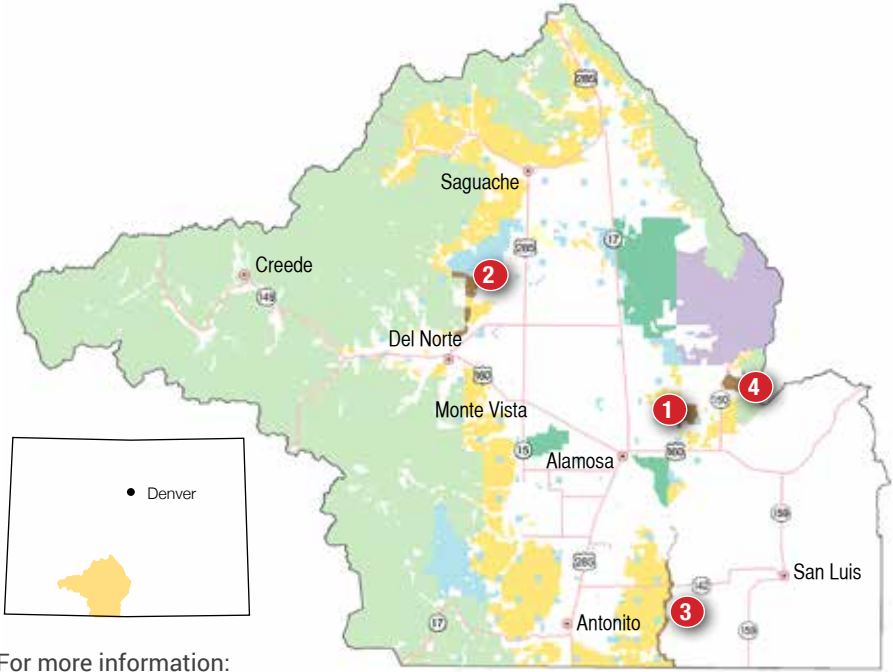 285
Saguache
17
285
2
Creede
149
Del Norte
160
4
150
1
Monte Vista
15
Alamosa
160
Denver
159
285
San Luis
142
3
Antonito
17
159
For more information: